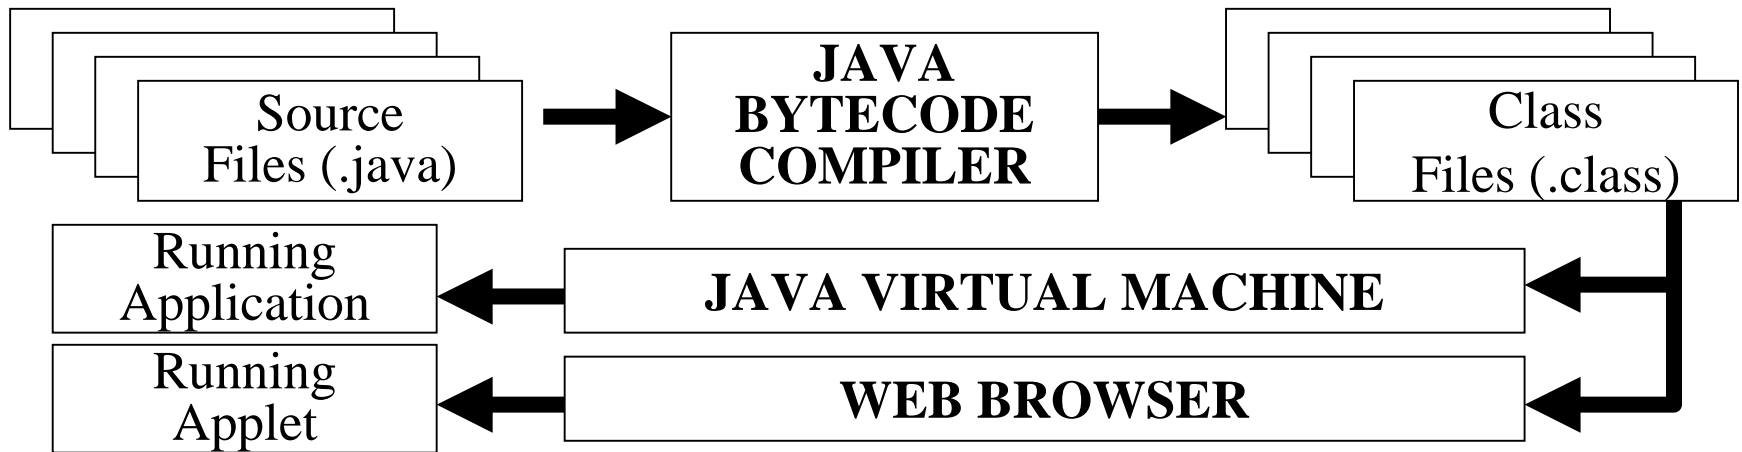 Source
Files (.java)
JAVA
BYTECODE
COMPILER
Class
Files (.class)
Running
Application
JAVA VIRTUAL MACHINE
Running
Applet
WEB BROWSER